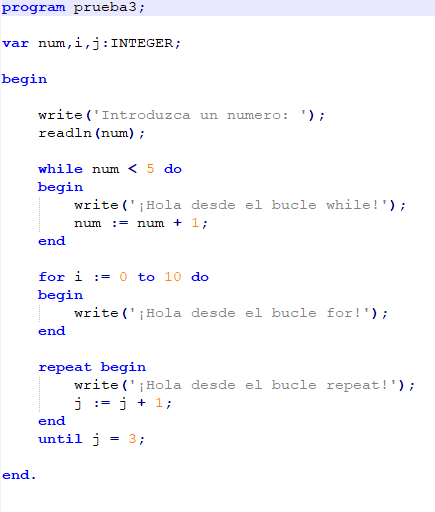 program prueba3;
var num,i,j:INTEGER;
begin
write('Introduzca un numero: ');
readln(num);
while num < 5 do
begin
write('¡Hola desde el bucle while!');
num := num + 1;
end
for i := 0 to 10 do
begin
write('¡Hola desde el bucle for!');
end
repeat begin
write('¡Hola desde el bucle repeat!');
j := j + 1;
end
until j = 3;
end.